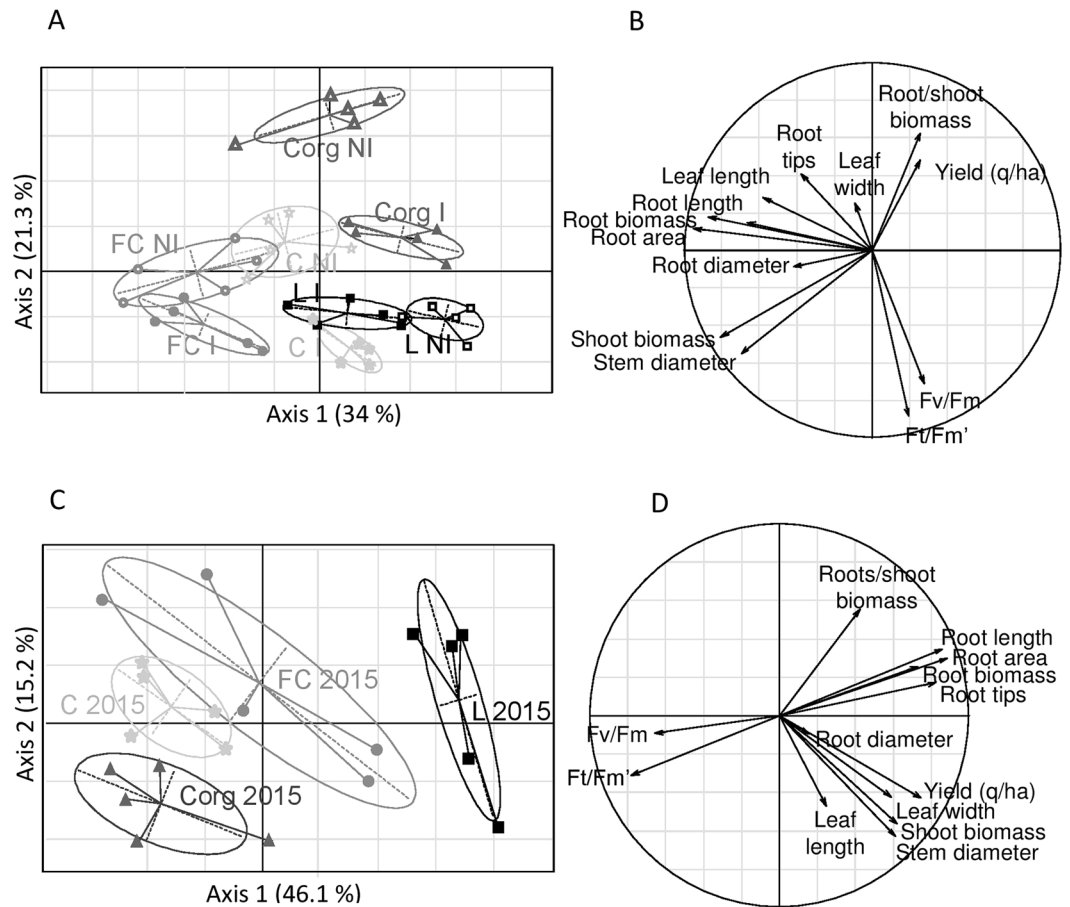 A
Corg NI
Corg I
FC NI
C NI
L I
FC I
C I
L NI
Axis 2 (21.3 %)
Axis 1 (34 %)
B
Root/shoot
biomass
Root
tips
Leaf
width
Yield (q/ha)
Leaf length
Root length
Root biomass
Root area
Root diameter
Shoot biomass
Stem diameter
Fv/Fm
Ft/Fm’
C
FC 2015
C 2015
L 2015
Corg 2015
Axis 2 (15.2 %)
Axis 1 (46.1 %)
D
Roots/shoot
biomass
Root length
Root area
Root biomass
Root tips
Fv/Fm
Root diameter
Ft/Fm’
Yield (q/ha)
Leaf width
Leaf
length
Shoot biomass
Stem diameter